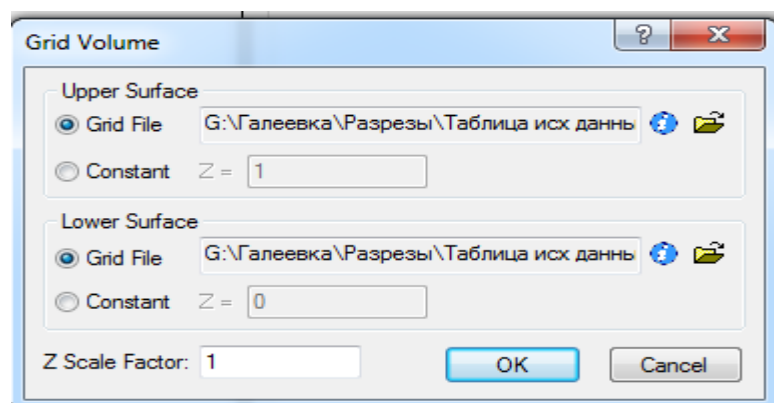 Grid Volume
Upper Surface
Grid File G:\Галеевка\Разрезы\Таблица исх данны
Constant Z = 1
Lower Surface
Grid File G:\Галеевка\Разрезы\Таблица исх данны
Constant Z = 0
Z Scale Factor: 1 OK Cancel